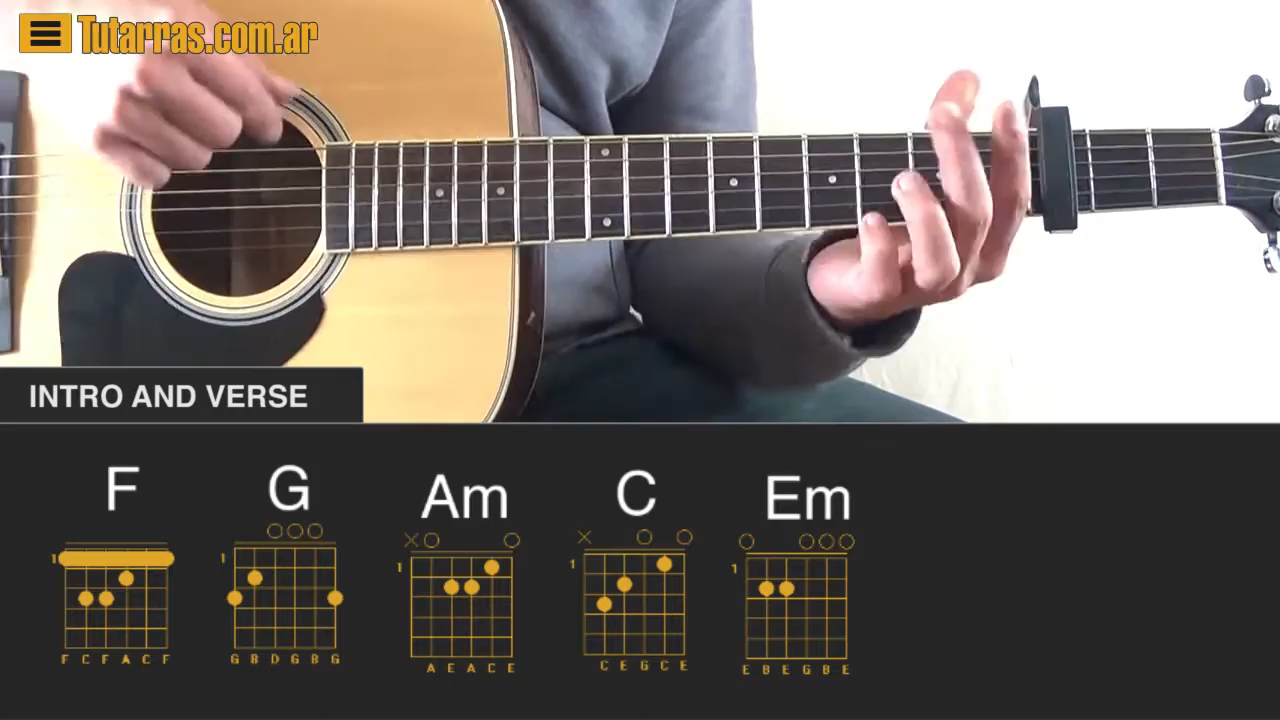 Tutarras.com.ar
INTRO AND VERSE
F G Am C Em
1 1 1 1 1
F C F A C F
G B D G B G
A E A C E
C E G C E
E B E G B E